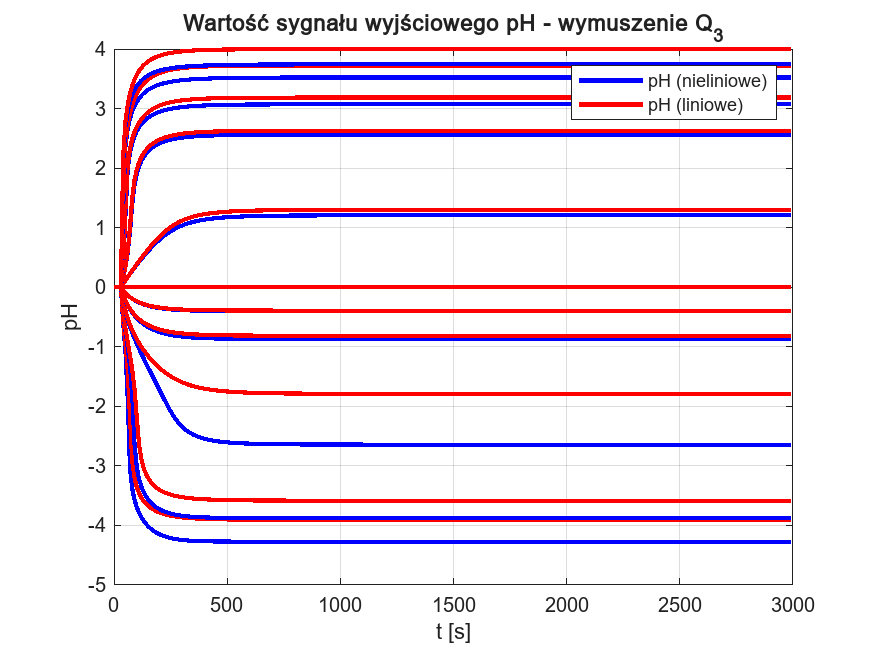 Wartość sygnału wyjściowego pH - wymuszenie Q₃
pH (nieliniowe)
pH (liniowe)
4
3
2
1
0
-1
-2
-3
-4
-5
pH
0 500 1000 1500 2000 2500 3000
t [s]